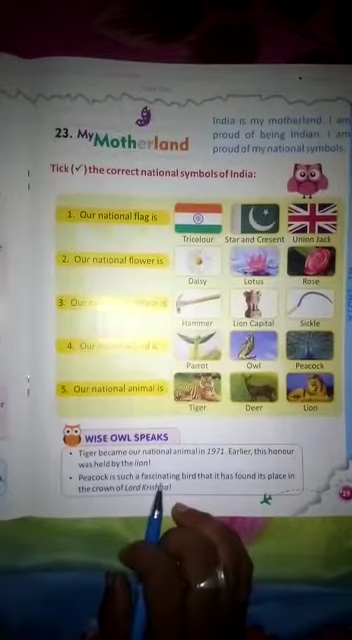 India is my motherland. I am
proud of being Indian. I am
proud of my national symbols.
23. My Motherland
Tick (✓) the correct national symbols of India:
1. Our national flag is
Tricolour Star and Cresent Union Jack
2. Our national flower is
Daisy Lotus Rose
3. Our is
Hammer Lion Capital Sickle
4. Our is
Parrot Owl Peacock
5. Our national animal is
Tiger Deer Lion
WISE OWL SPEAKS
• Tiger became our national animal in 1971. Earlier, this honour
was held by the lion!
• Peacock is such a fascinating bird that it has found its place in
the crown of Lord Krishna!
29